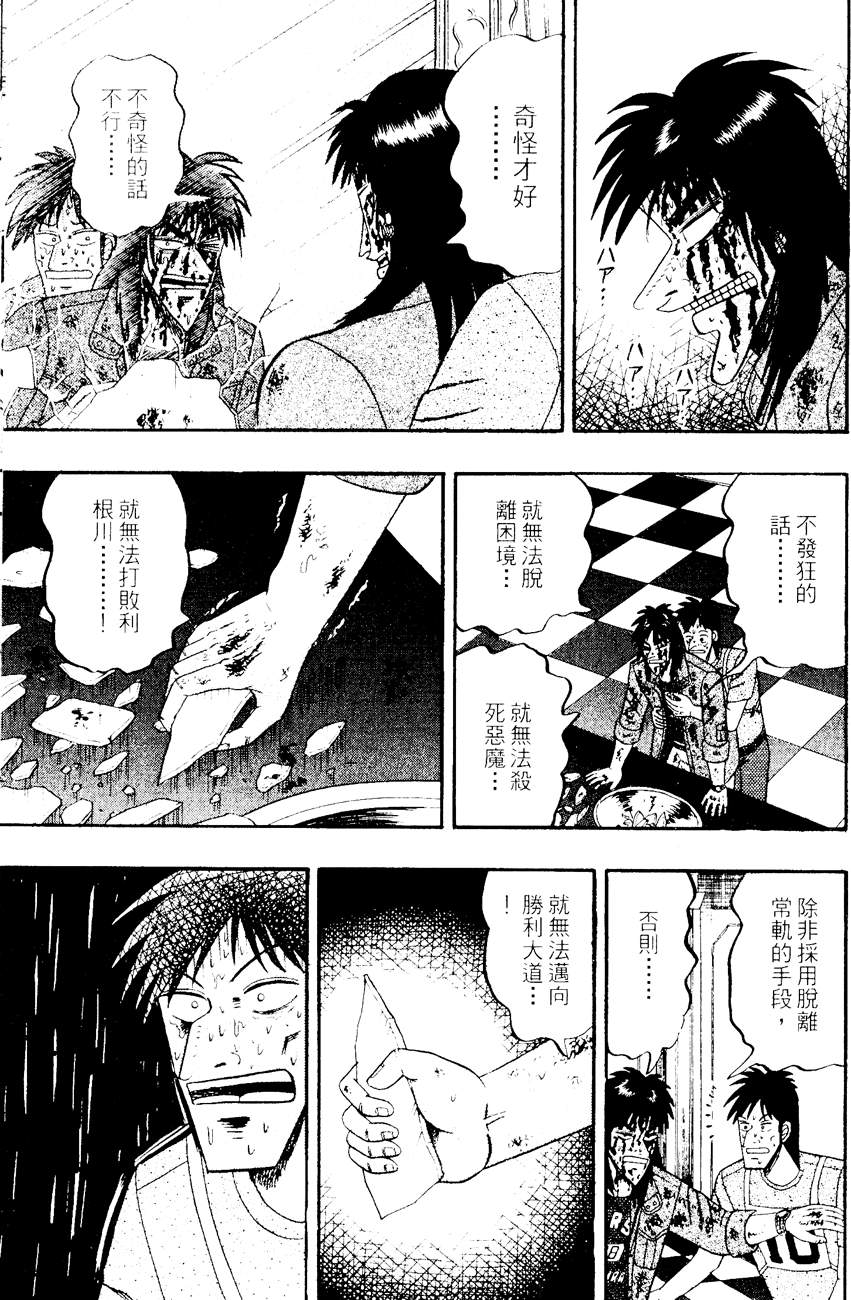 ハァ…
ハァ…
ハァ…
奇怪才好
………
不奇怪的話
不行……
不發狂的
話………
就無法脫
離困境…
就無法殺
死惡魔…
就無法打敗利
根川………！
除非採用脫離
常軌的手段，
否則……
就無法邁向
勝利大道…
！
10